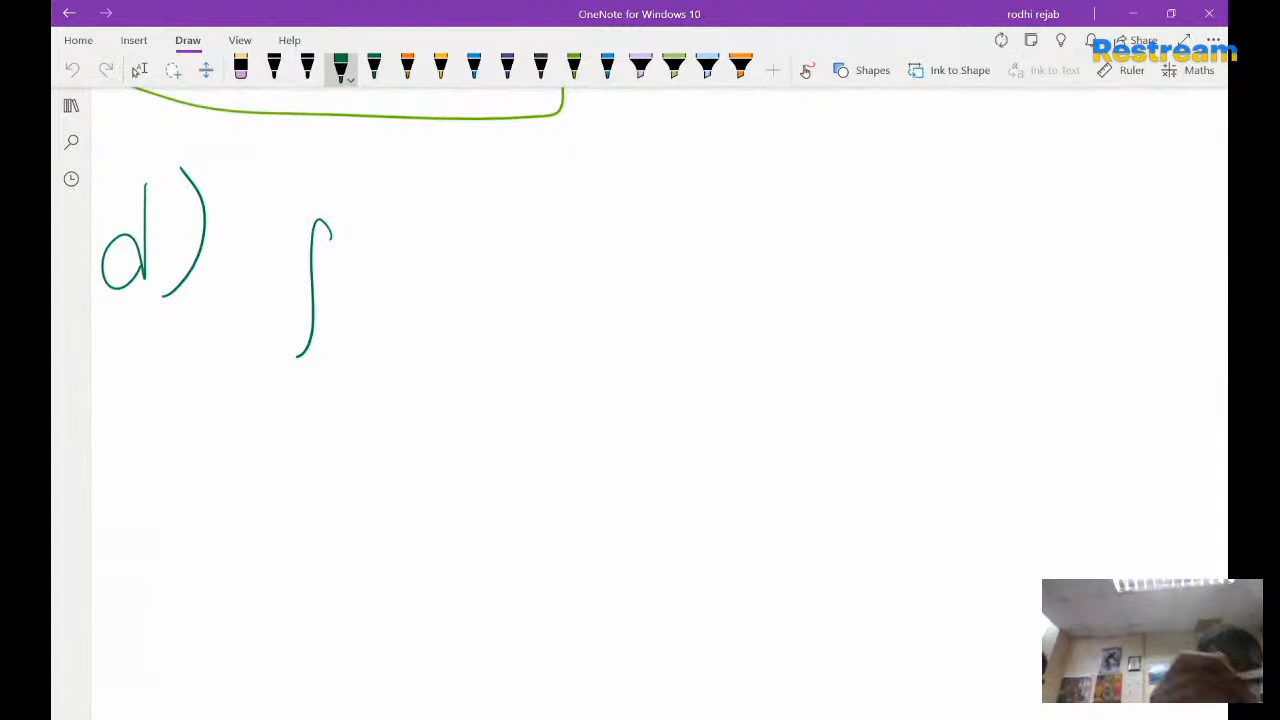 OneNote for Windows 10
rodhi rejab
Home Insert Draw View Help
Share
Restream
Shapes Ink to Shape Ink to Text Ruler Maths
d) ∫